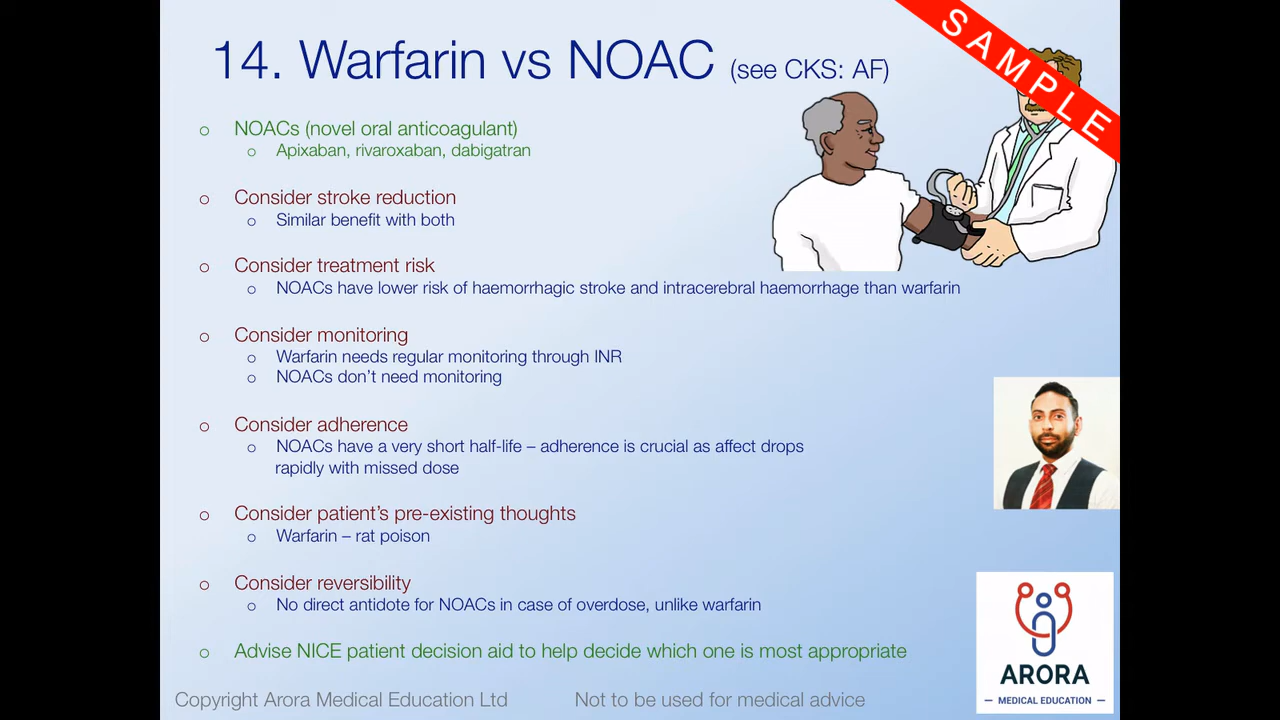 14. Warfarin vs NOAC (see CKS: AF)
SAMPLE
NOACs (novel oral anticoagulant)
Apixaban, rivaroxaban, dabigatran
Consider stroke reduction
Similar benefit with both
Consider treatment risk
NOACs have lower risk of haemorrhagic stroke and intracerebral haemorrhage than warfarin
Consider monitoring
Warfarin needs regular monitoring through INR
NOACs don't need monitoring
Consider adherence
NOACs have a very short half-life – adherence is crucial as affect drops
rapidly with missed dose
Consider patient's pre-existing thoughts
Warfarin – rat poison
Consider reversibility
No direct antidote for NOACs in case of overdose, unlike warfarin
Advise NICE patient decision aid to help decide which one is most appropriate
ARORA
MEDICAL EDUCATION
Copyright Arora Medical Education Ltd
Not to be used for medical advice